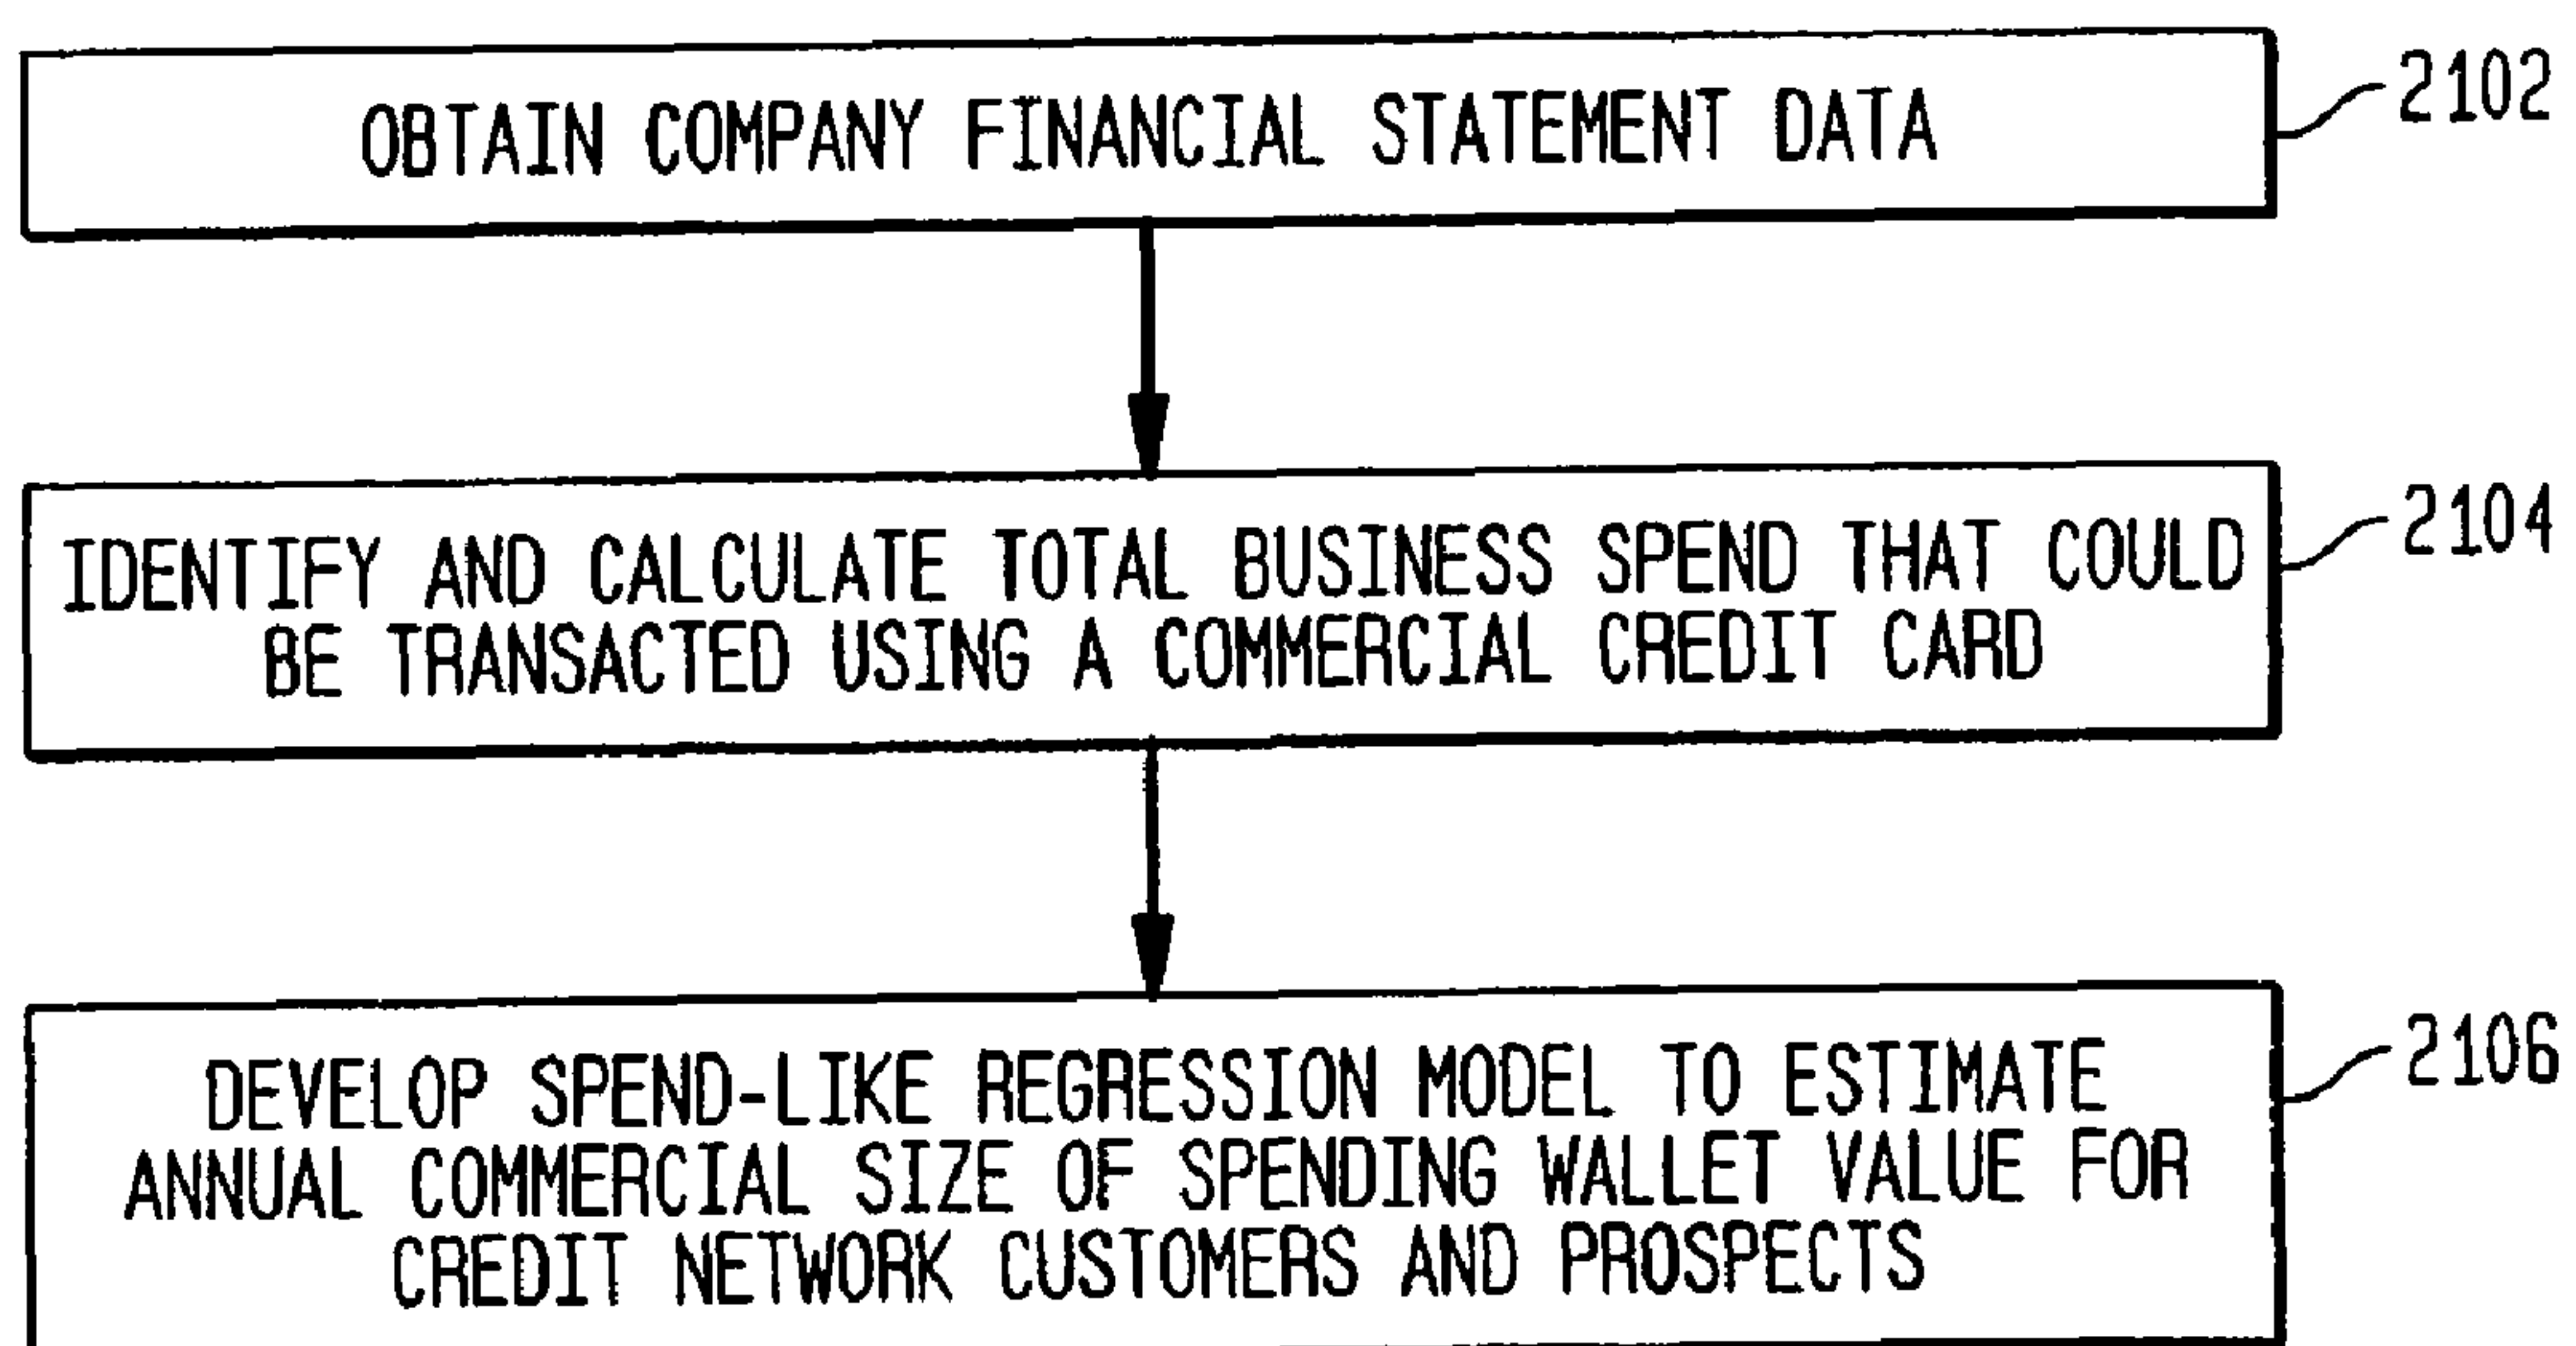 OBTAIN COMPANY FINANCIAL STATEMENT DATA
2102
IDENTIFY AND CALCULATE TOTAL BUSINESS SPEND THAT COULD
BE TRANSACTED USING A COMMERCIAL CREDIT CARD
2104
DEVELOP SPEND-LIKE REGRESSION MODEL TO ESTIMATE
ANNUAL COMMERCIAL SIZE OF SPENDING WALLET VALUE FOR
CREDIT NETWORK CUSTOMERS AND PROSPECTS
2106